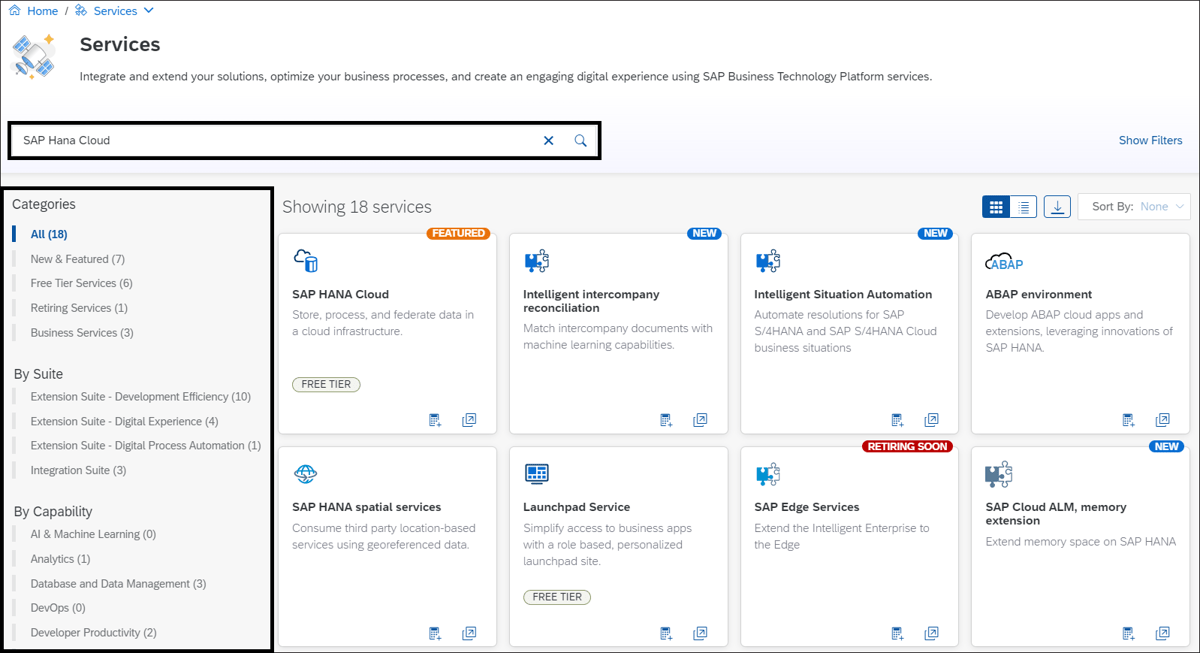 Home / Services
Services
Integrate and extend your solutions, optimize your business processes, and create an engaging digital experience using SAP Business Technology Platform services.
SAP Hana Cloud
Show Filters
Categories
All (18)
New & Featured (7)
Free Tier Services (6)
Retiring Services (1)
Business Services (3)
By Suite
Extension Suite - Development Efficiency (10)
Extension Suite - Digital Experience (4)
Extension Suite - Digital Process Automation (1)
Integration Suite (3)
By Capability
AI & Machine Learning (0)
Analytics (1)
Database and Data Management (3)
DevOps (0)
Developer Productivity (2)
Showing 18 services
Sort By: None
FEATURED
SAP HANA Cloud
Store, process, and federate data in
a cloud infrastructure.
FREE TIER
NEW
Intelligent intercompany
reconciliation
Match intercompany documents with
machine learning capabilities.
NEW
Intelligent Situation Automation
Automate resolutions for SAP
S/4HANA and SAP S/4HANA Cloud
business situations
ABAP
ABAP environment
Develop ABAP cloud apps and
extensions, leveraging innovations of
SAP HANA.
SAP HANA spatial services
Consume third party location-based
services using georeferenced data.
Launchpad Service
Simplify access to business apps
with a role based, personalized
launchpad site.
FREE TIER
RETIRING SOON
SAP Edge Services
Extend the Intelligent Enterprise to
the Edge
NEW
SAP Cloud ALM, memory
extension
Extend memory space on SAP HANA